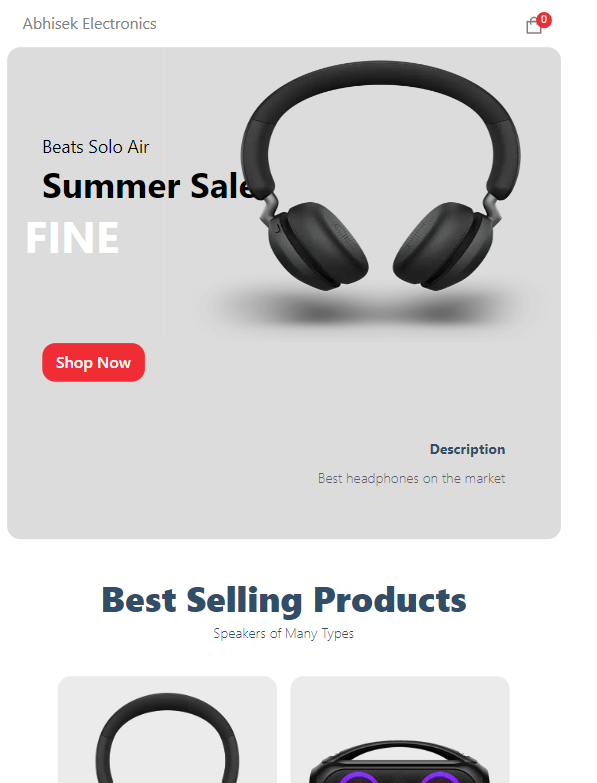 Abhisek Electronics
0
Beats Solo Air
Summer Sale
FINE
Shop Now
Description
Best headphones on the market
Best Selling Products
Speakers of Many Types